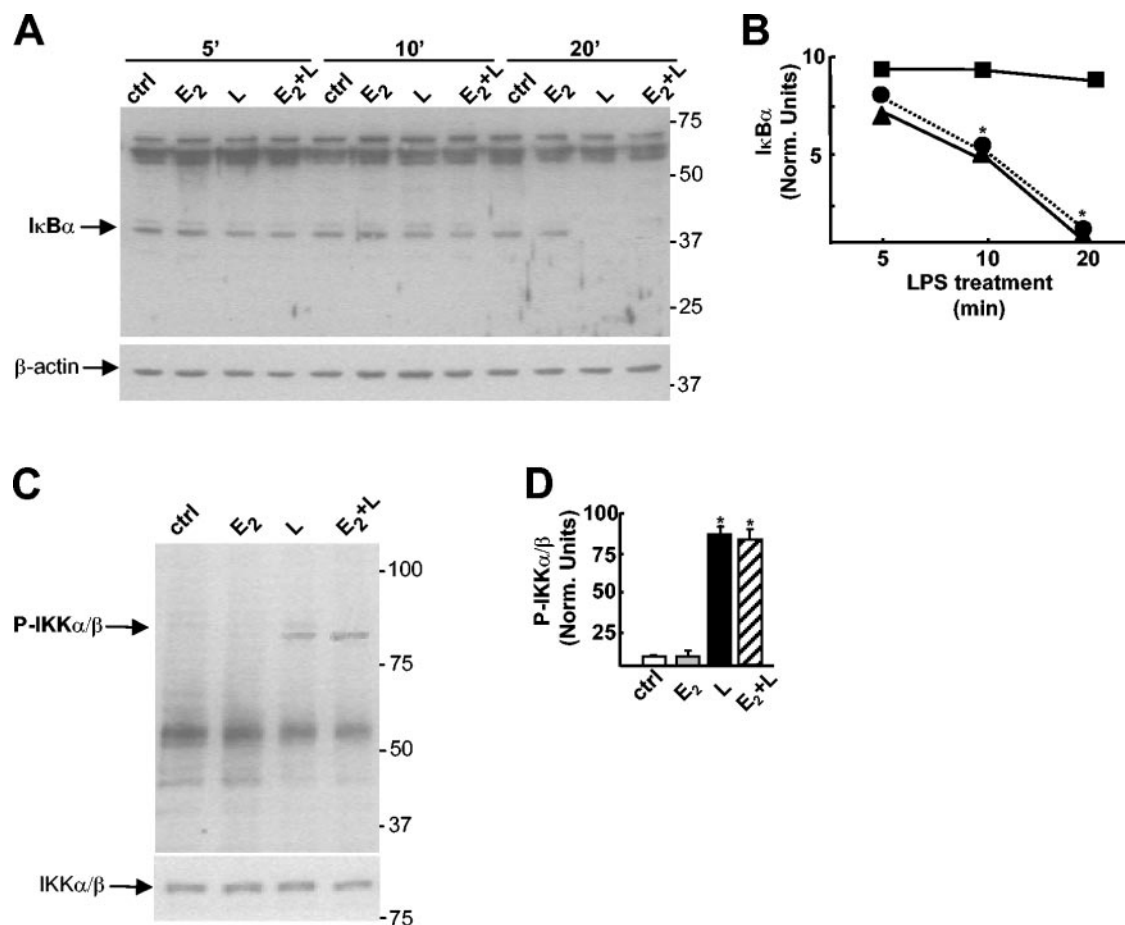 A
5' 10' 20'
ctrl E₂ L E₂+L ctrl E₂ L E₂+L ctrl E₂ L E₂+L
-75
-50
IκBα
-37
-25
β-actin
-37
B
10
5
IκBα
(Norm. Units)
* *
5 10 20
LPS treatment
(min)
C
ctrl E₂ L E₂+L
-100
P-IKKα/β
-75
-50
-37
IKKα/β
-75
D
100
75
50
25
P-IKKα/β
(Norm. Units)
* *
ctrl E₂ L E₂+L